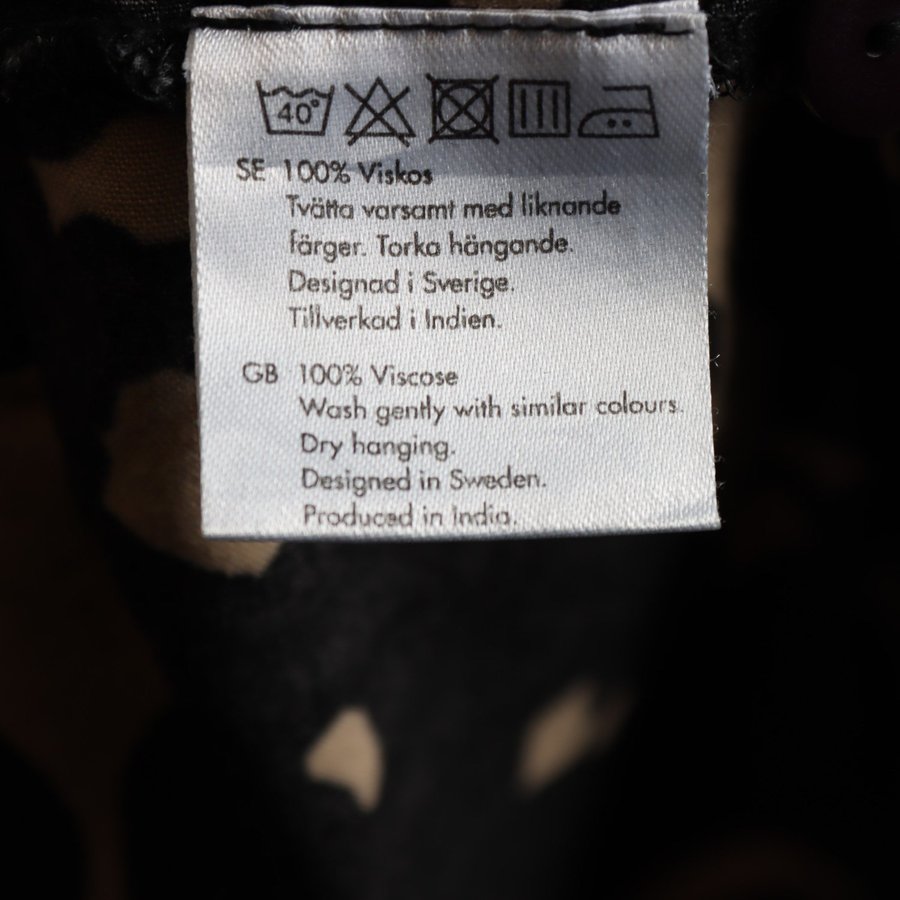 40°
SE 100% Viskos
Tvätta varsamt med liknande
färger. Torka hängande.
Designad i Sverige.
Tillverkad i Indien.
GB 100% Viscose
Wash gently with similar colours.
Dry hanging.
Designed in Sweden.
Produced in India.